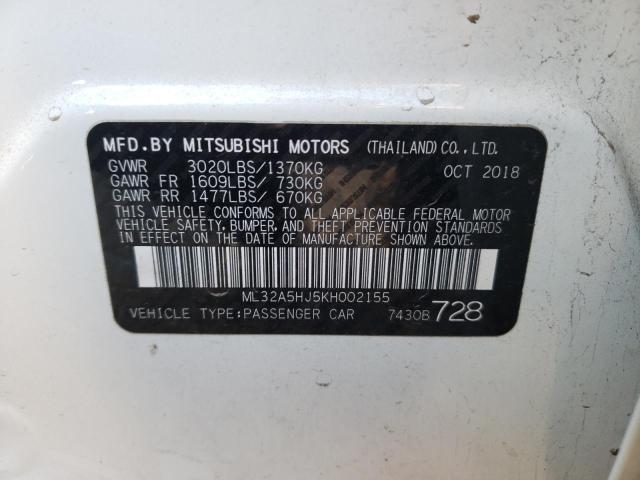 MFD.BY MITSUBISHI MOTORS (THAILAND) CO.,LTD.
GVWR 3020LBS/1370KG OCT 2018
GAWR FR 1609LBS/ 730KG
GAWR RR 1477LBS/ 670KG
THIS VEHICLE CONFORMS TO ALL APPLICABLE FEDERAL MOTOR
VEHICLE SAFETY, BUMPER, AND THEFT PREVENTION STANDARDS
IN EFFECT ON THE DATE OF MANUFACTURE SHOWN ABOVE.
ML32A5HJ5KH002155
VEHICLE TYPE:PASSENGER CAR 7430B 728